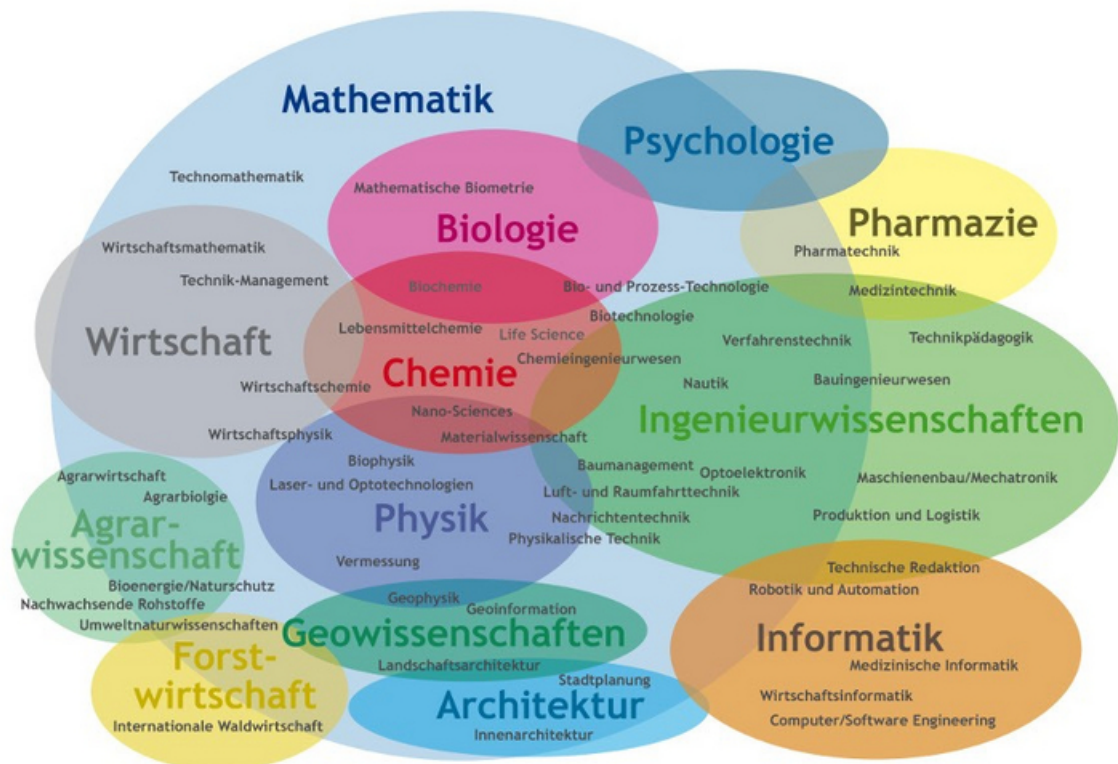 Mathematik
Psychologie
Technomathematik
Mathematische Biometrie
Biologie
Pharmazie
Wirtschaftsmathematik
Pharmatechnik
Technik-Management
Biochemie
Bio- und Prozess-Technologie
Medizintechnik
Biotechnologie
Lebensmittelchemie
Life Science
Verfahrenstechnik
Technikpädagogik
Wirtschaft
Chemieingenieurwesen
Chemie
Nautik
Bauingenieurwesen
Wirtschaftschemie
Nano-Sciences
Ingenieurwissenschaften
Wirtschaftsphysik
Materialwissenschaft
Biophysik
Baumanagement
Optoelektronik
Agrarwirtschaft
Maschienenbau/Mechatronik
Laser- und Optotechnologien
Luft- und Raumfahrttechnik
Agrarbiolgie
Physik
Nachrichtentechnik
Produktion und Logistik
Agrar-
wissenschaft
Physikalische Technik
Vermessung
Technische Redaktion
Bioenergie/Naturschutz
Robotik und Automation
Geophysik
Nachwachsende Rohstoffe
Geoinformation
Umweltnaturwissenschaften
Geowissenschaften
Informatik
Forst-
wirtschaft
Landschaftsarchitektur
Medizinische Informatik
Stadtplanung
Wirtschaftsinformatik
Architektur
Computer/Software Engineering
Internationale Waldwirtschaft
Innenarchitektur